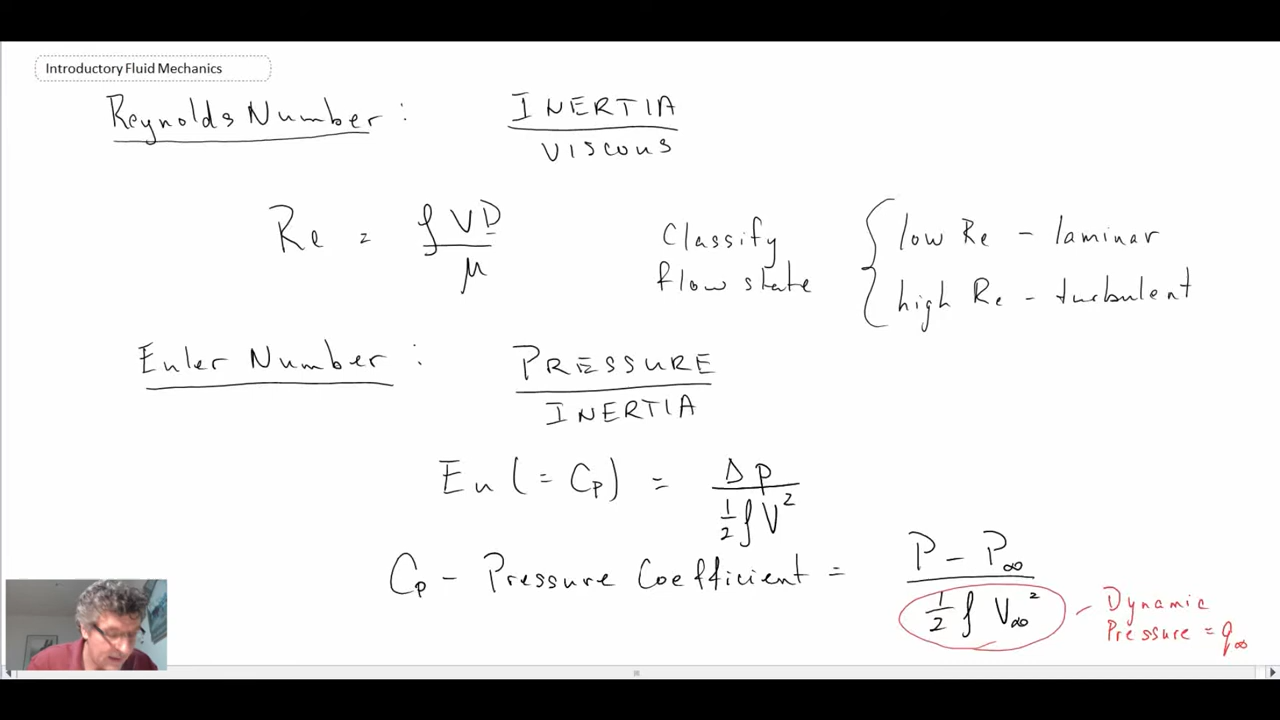 Introductory Fluid Mechanics
Reynolds Number : INERTIA / VISCOUS
Re = ρVD / μ
Classify flow state { low Re - laminar
high Re - turbulent
Euler Number : PRESSURE / INERTIA
Eu (= Cp) = Δp / ½ρV²
Cp - Pressure Coefficient = P - P∞ / ½ρV∞²
Dynamic
Pressure = q∞